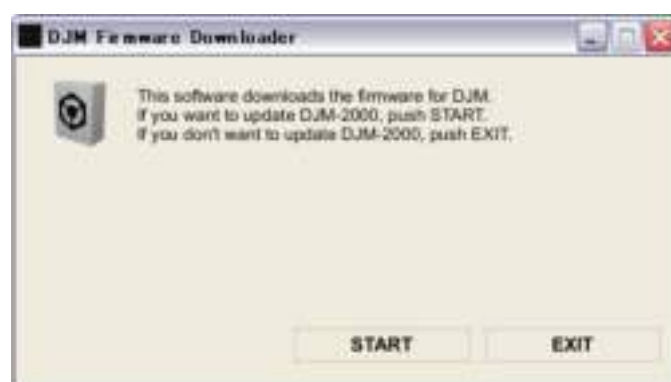 DJM Firmware Downloader
This software downloads the firmware for DJM.
If you want to update DJM-2000, push START.
If you don't want to update DJM-2000, push EXIT.
START
EXIT